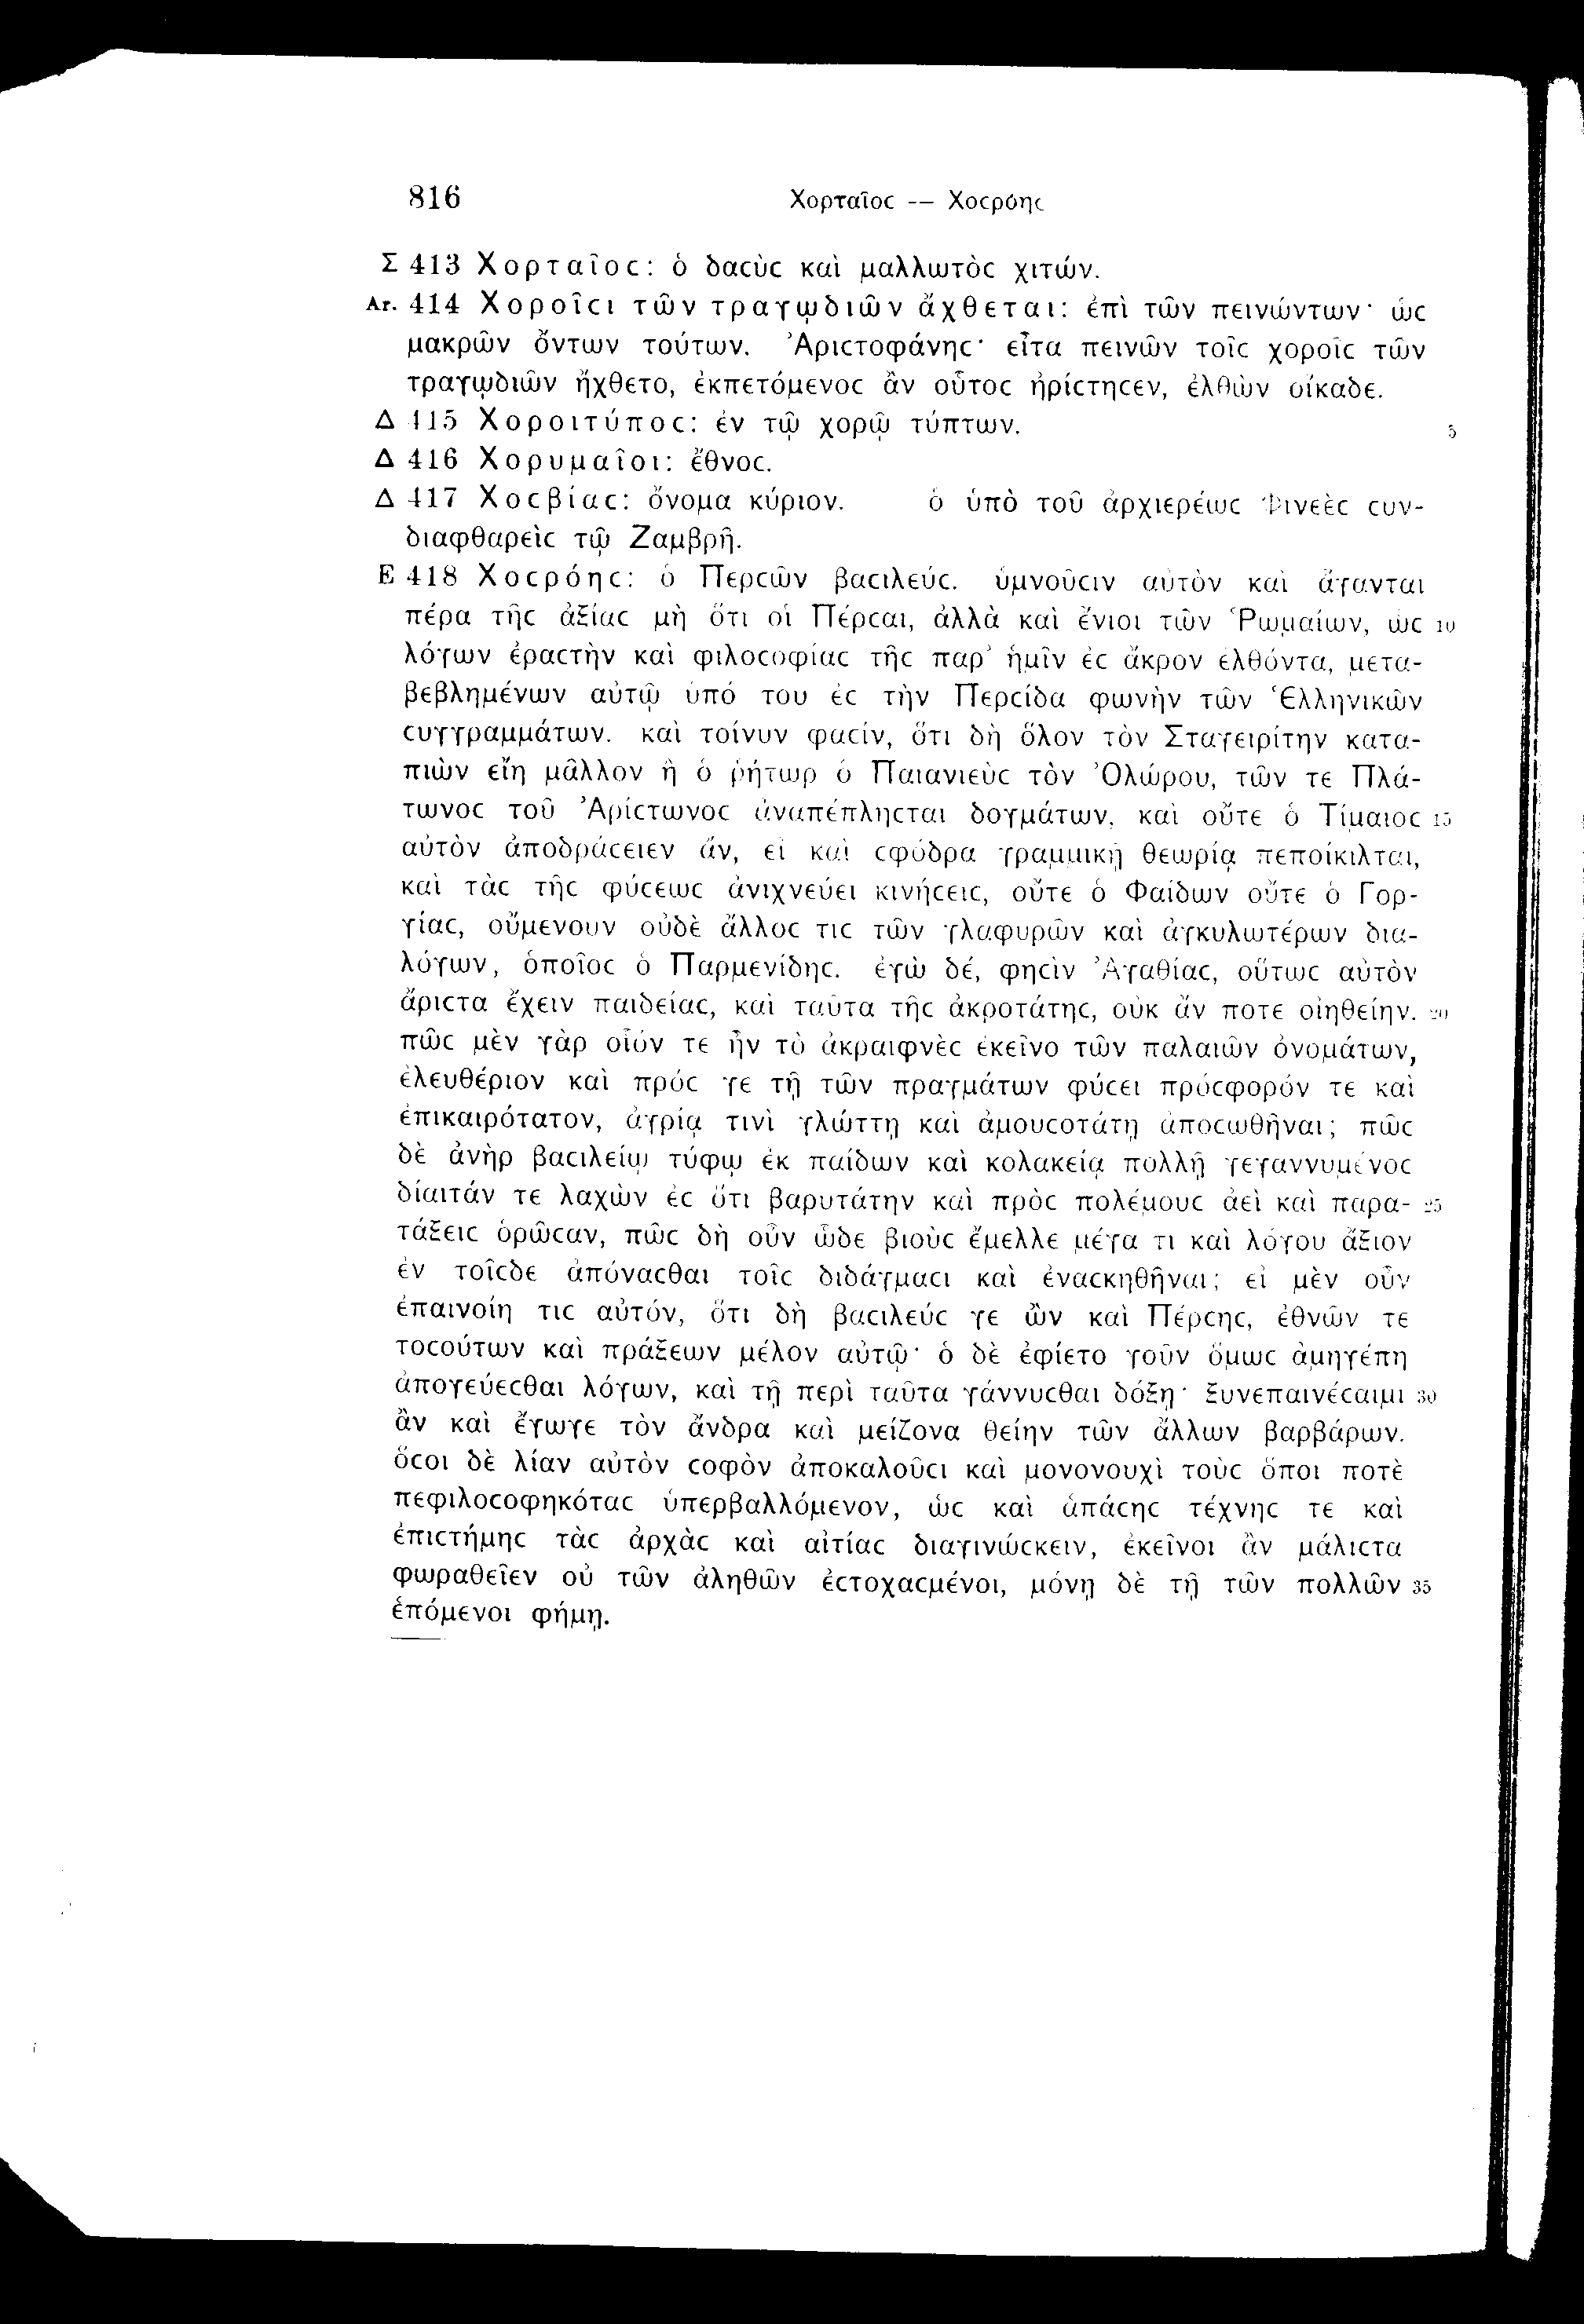 816 Χορταῖοϲ -– Χοϲρόηϲ
Σ 413 Χορταῖοϲ: ὁ δαϲὺϲ καὶ μαλλωτὸϲ χιτών.
Ar. 414 Χοροῖϲι τῶν τραγῳδιῶν ἄχθεται: ἐπὶ τῶν πεινώντων· ὡϲ
μακρῶν ὄντων τούτων. Ἀριϲτοφάνηϲ· εἶτα πεινῶν τοῖϲ χοροῖϲ τῶν
τραγῳδιῶν ἤχθετο, ἐκπετόμενοϲ ἂν οὗτοϲ ἠρίϲτηϲεν, ἐλθὼν οἴκαδε.
Δ 415 Χοροιτύποϲ: ἐν τῷ χορῷ τύπτων. 5
Δ 416 Χορυμαῖοι: ἔθνοϲ.
Δ 417 Χοϲβίαϲ: ὄνομα κύριον. ὁ ὑπὸ τοῦ ἀρχιερέωϲ Φινεὲϲ ϲυν-
διαφθαρεὶϲ τῷ Ζαμβρῆ.
E 418 Χοϲρόηϲ: ὁ Περϲῶν βαϲιλεύϲ. ὑμνοῦϲιν αὐτὸν καὶ ἄγανται
πέρα τῆϲ ἀξίαϲ μὴ ὅτι οἱ Πέρϲαι, ἀλλὰ καὶ ἔνιοι τῶν Ῥωμαίων, ὡϲ 10
λόγων ἐραϲτὴν καὶ φιλοϲοφίαϲ τῆϲ παρ’ ἡμῖν ἐϲ ἄκρον ἐλθόντα, μετα-
βεβλημένων αὐτῷ ὑπό του ἐϲ τὴν Περϲίδα φωνὴν τῶν Ἑλληνικῶν
ϲυγγραμμάτων. καὶ τοίνυν φαϲίν, ὅτι δὴ ὅλον τὸν Σταγειρίτην κατα-
πιὼν εἴη μᾶλλον ἢ ὁ ῥήτωρ ὁ Παιανιεὺϲ τὸν Ὀλώρου, τῶν τε Πλά-
τωνοϲ τοῦ Ἀρίϲτωνοϲ ἀναπέπληϲται δογμάτων, καὶ οὔτε ὁ Τίμαιοϲ 15
αὐτὸν ἀποδράϲειεν ἄν, εἰ καὶ ϲφόδρα γραμμικῇ θεωρίᾳ πεποίκιλται,
καὶ τὰϲ τῆϲ φύϲεωϲ ἀνιχνεύει κινήϲειϲ, οὔτε ὁ Φαίδων οὔτε ὁ Γορ-
γίαϲ, οὔμενουν οὐδὲ ἄλλοϲ τιϲ τῶν γλαφυρῶν καὶ ἀγκυλωτέρων δια-
λόγων, ὁποῖοϲ ὁ Παρμενίδηϲ. ἐγὼ δέ, φηϲὶν Ἀγαθίαϲ, οὕτωϲ αὐτὸν
ἄριϲτα ἔχειν παιδείαϲ, καὶ ταῦτα τῆϲ ἀκροτάτηϲ, οὐκ ἄν ποτε οἰηθείην. 20
πῶϲ μὲν γὰρ οἷόν τε ἦν τὸ ἀκραιφνὲϲ ἐκεῖνο τῶν παλαιῶν ὀνομάτων,
ἐλευθέριον καὶ πρόϲ γε τῇ τῶν πραγμάτων φύϲει πρόϲφορόν τε καὶ
ἐπικαιρότατον, ἀγρίᾳ τινὶ γλώττῃ καὶ ἀμουϲοτάτῃ ἀποϲωθῆναι; πῶϲ
δὲ ἀνὴρ βαϲιλείῳ τύφῳ ἐκ παίδων καὶ κολακείᾳ πολλῇ γεγαννυμένοϲ
δίαιτάν τε λαχὼν ἐϲ ὅτι βαρυτάτην καὶ πρὸϲ πολέμουϲ ἀεὶ καὶ παρα- 25
τάξειϲ ὁρῶϲαν, πῶϲ δὴ οὖν ὧδε βιοὺϲ ἔμελλε μέγα τι καὶ λόγου ἄξιον
ἐν τοῖϲδε ἀπόναϲθαι τοῖϲ διδάγμαϲι καὶ ἐναϲκηθῆναι; εἰ μὲν οὖν
ἐπαινοίη τιϲ αὐτόν, ὅτι δὴ βαϲιλεύϲ γε ὢν καὶ Πέρϲηϲ, ἐθνῶν τε
τοϲούτων καὶ πράξεων μέλον αὐτῷ· ὁ δὲ ἐφίετο γοῦν ὅμωϲ ἀμηγέπη
ἀπογεύεϲθαι λόγων, καὶ τῇ περὶ ταῦτα γάννυϲθαι δόξῃ· ξυνεπαινέϲαιμι 30
ἂν καὶ ἔγωγε τὸν ἄνδρα καὶ μείζονα θείην τῶν ἄλλων βαρβάρων.
ὅϲοι δὲ λίαν αὐτὸν ϲοφὸν ἀποκαλοῦϲι καὶ μονονουχὶ τοὺϲ ὅποι ποτὲ
πεφιλοϲοφηκόταϲ ὑπερβαλλόμενον, ὡϲ καὶ ἁπάϲηϲ τέχνηϲ τε καὶ
ἐπιϲτήμηϲ τὰϲ ἀρχὰϲ καὶ αἰτίαϲ διαγινώϲκειν, ἐκεῖνοι ἂν μάλιϲτα
φωραθεῖεν οὐ τῶν ἀληθῶν ἐϲτοχαϲμένοι, μόνῃ δὲ τῇ τῶν πολλῶν 35
ἑπόμενοι φήμῃ.